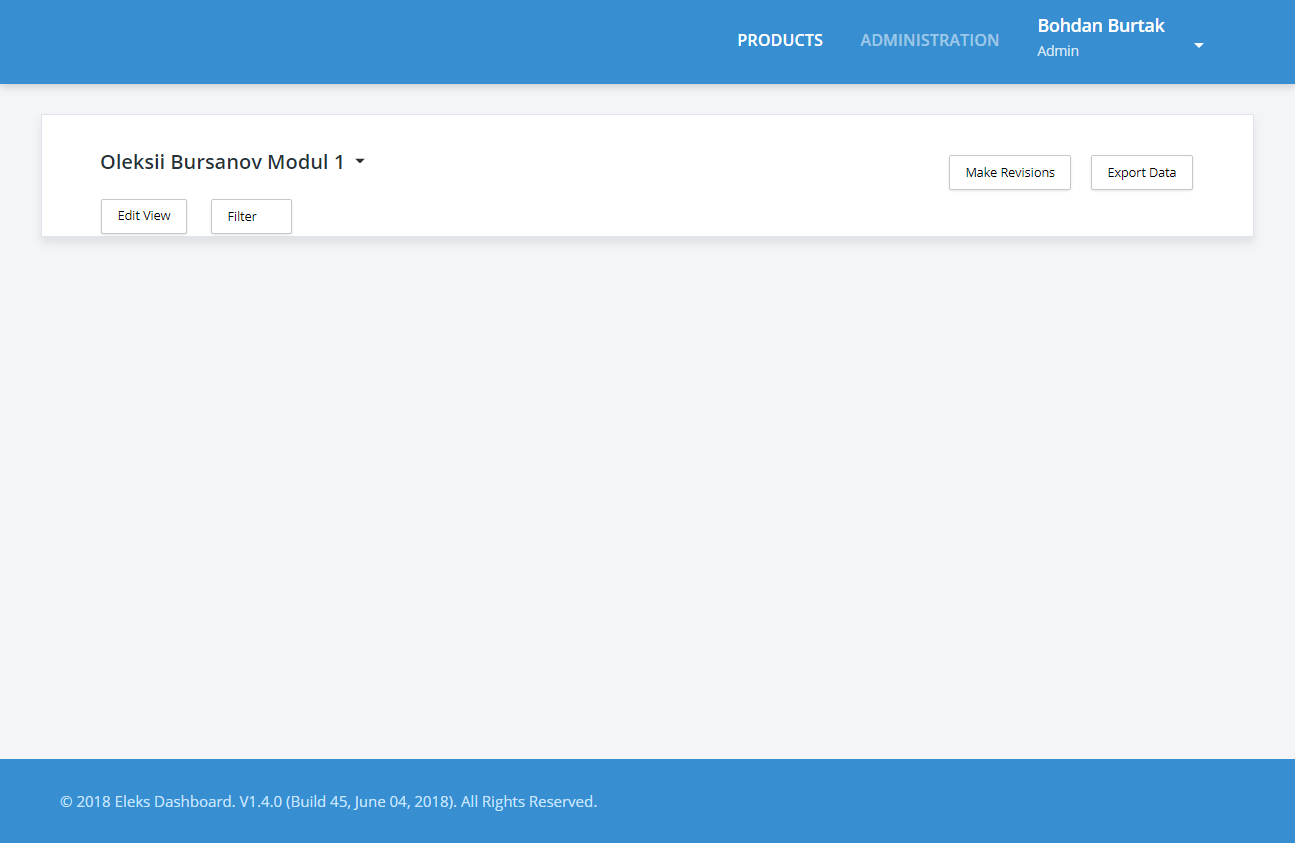 PRODUCTS
ADMINISTRATION
Bohdan Burtak
Admin
Oleksii Bursanov Modul 1
Make Revisions
Export Data
Edit View
Filter
© 2018 Eleks Dashboard. V1.4.0 (Build 45, June 04, 2018). All Rights Reserved.